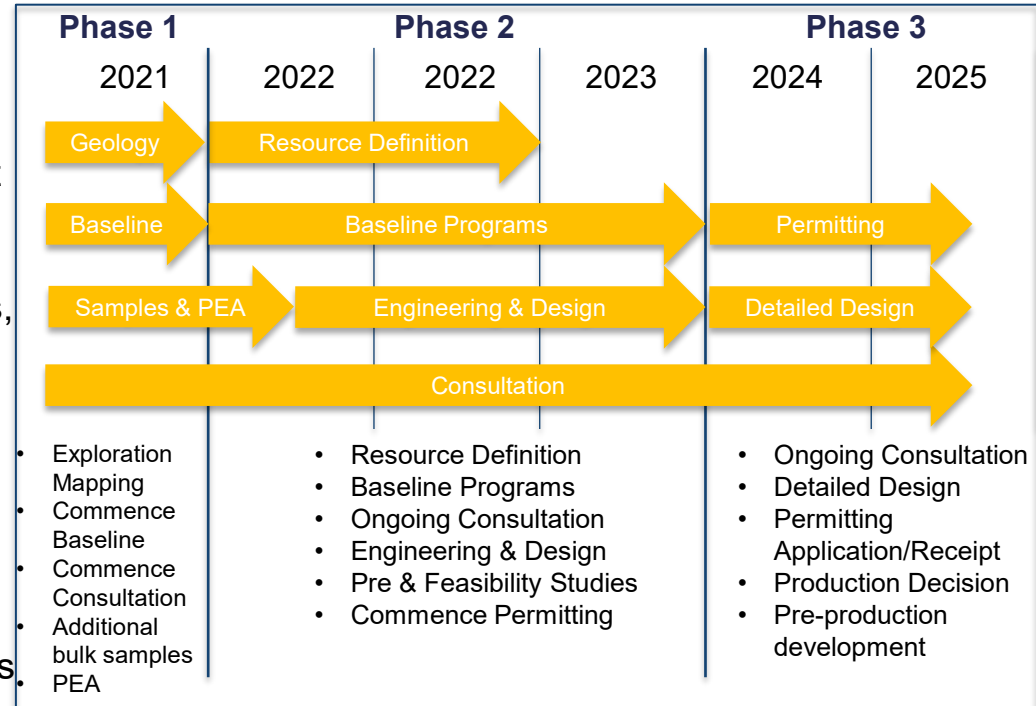 Phase 1 Phase 2 Phase 3
2021 2022 2022 2023 2024 2025
Geology Resource Definition
Baseline Baseline Programs Permitting
Samples & PEA Engineering & Design Detailed Design
Consultation
• Exploration
Mapping
• Commence
Baseline
• Commence
Consultation
• Additional
bulk samples
• PEA
• Resource Definition
• Baseline Programs
• Ongoing Consultation
• Engineering & Design
• Pre & Feasibility Studies
• Commence Permitting
• Ongoing Consultation
• Detailed Design
• Permitting
Application/Receipt
• Production Decision
• Pre-production
development